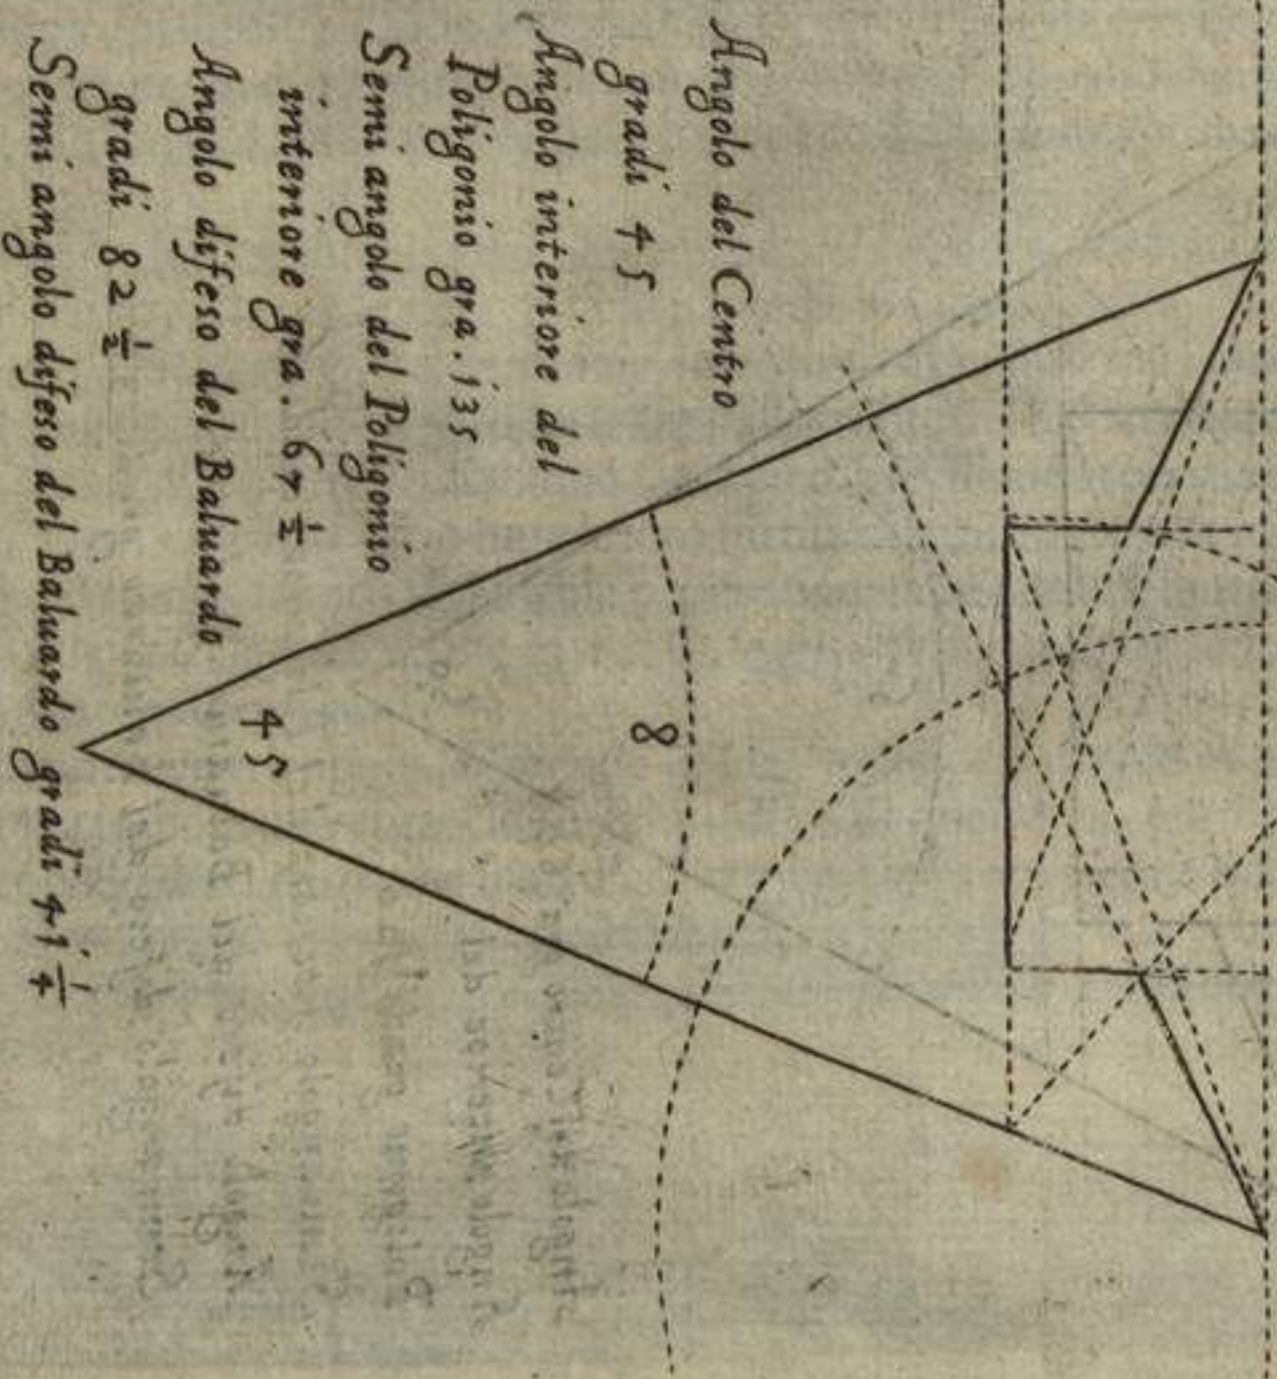 Angolo del Centro
gradi 45
Angolo interiore del
Poligonio gra. 135
Semi angolo del Poligonio
interiore gra. 67 1/2
Angolo difeso del Baluardo
gradi 82 1/2
Semi angolo difeso del Baluardo gradi 41 1/4
8
45